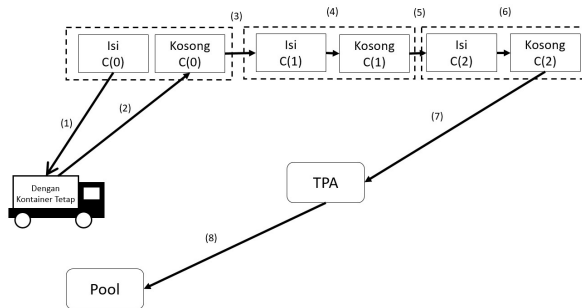 (3)
(4)
(5)
(6)
Isi
C(0)
Kosong
C(0)
Isi
C(1)
Kosong
C(1)
Isi
C(2)
Kosong
C(2)
(1)
(2)
(7)
Dengan
Kontainer Tetap
TPA
(8)
Pool